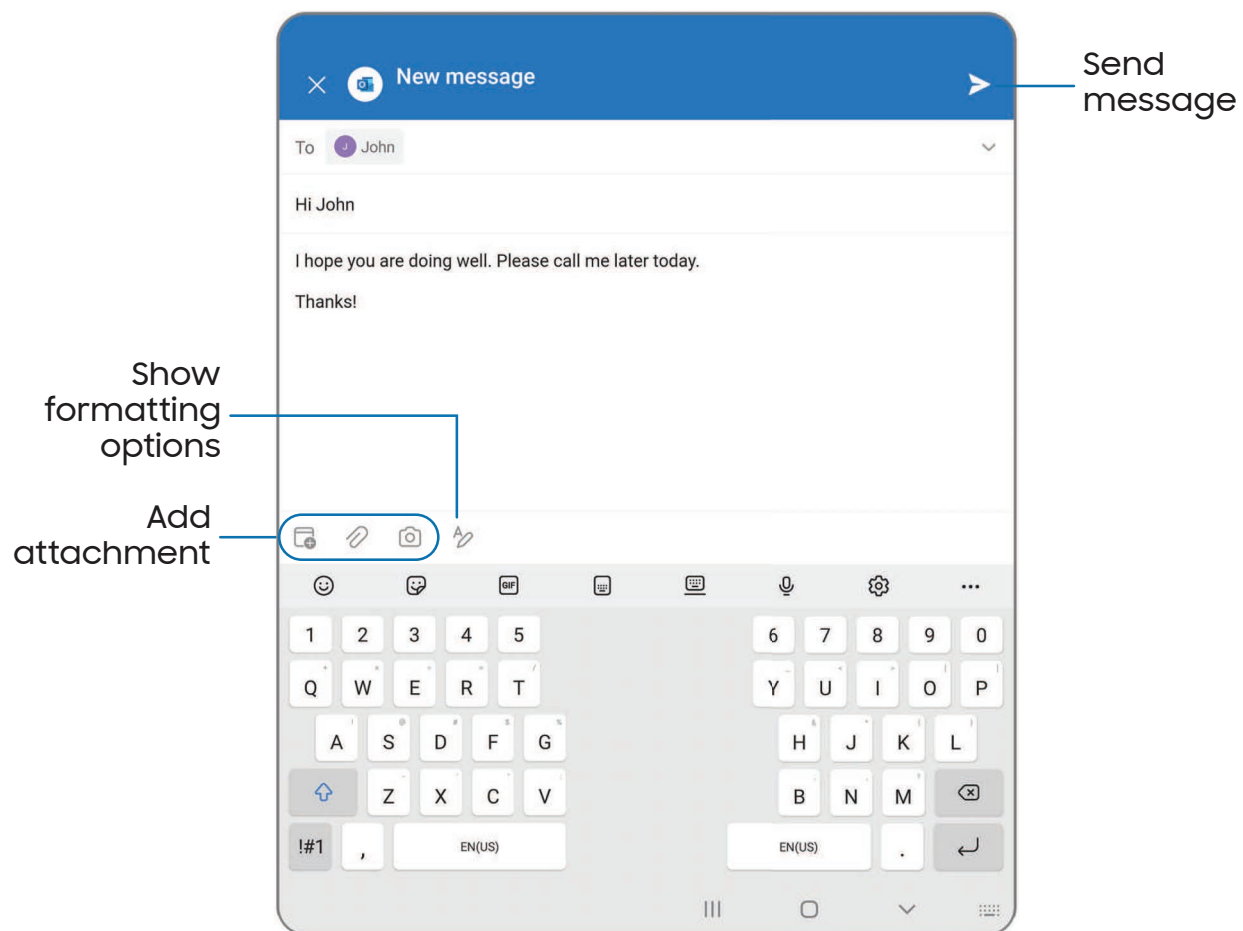 New message
Send
message
To J John
Hi John
I hope you are doing well. Please call me later today.
Thanks!
Show
formatting
options
Add
attachment
GIF
1 2 3 4 5 6 7 8 9 0
Q W E R T Y U I O P
A S D F G H J K L
Z X C V B N M
!#1 , EN(US) EN(US) .